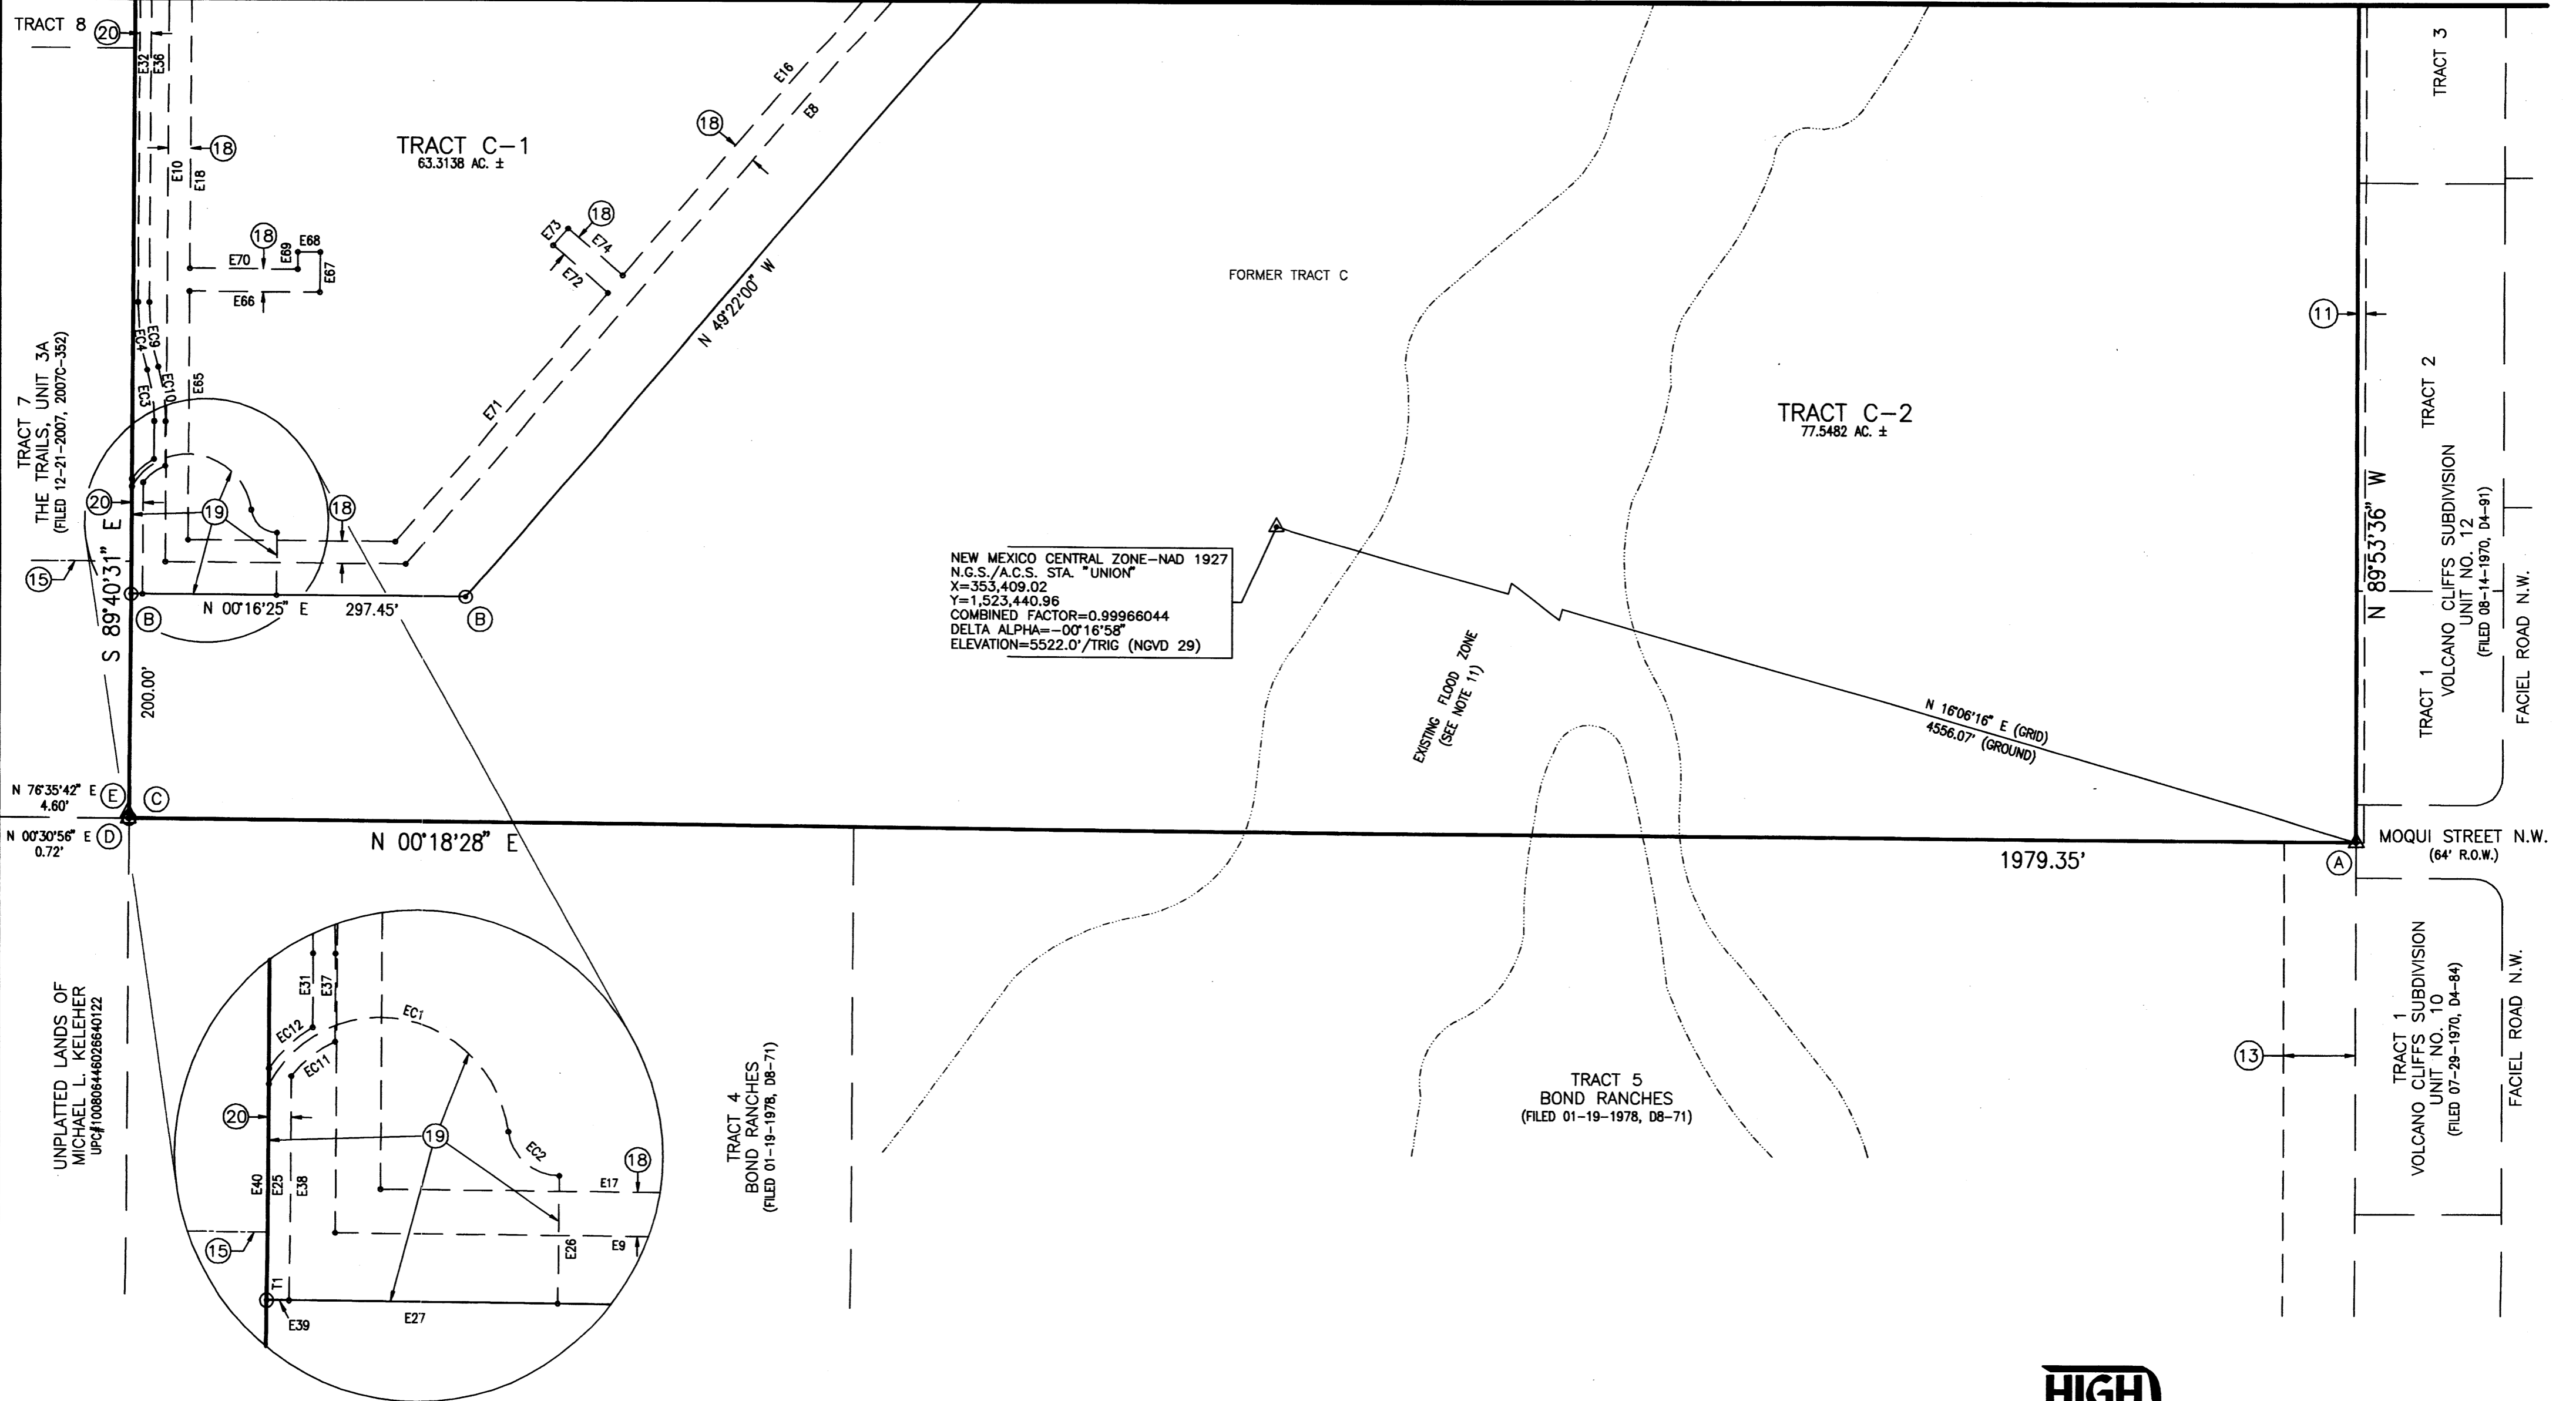 TRACT 8
20
E32
E36
E10
18
E18
TRACT C-1
63.3138 AC. ±
18
E16
E8
18
E70
E69
E68
E67
E66
E73
18
E74
E72
N 49°22'00" W
EC4
EC9
EC3
EC10
E65
E71
TRACT 7
THE TRAILS, UNIT 3A
(FILED 12-21-2007, 2007C-352)
20
19
18
15
B
N 00°16'25" E
297.45'
B
S 89°40'31" E
200.00'
FORMER TRACT C
TRACT C-2
77.5482 AC. ±
NEW MEXICO CENTRAL ZONE-NAD 1927
N.G.S./A.C.S. STA. "UNION"
X=353,409.02
Y=1,523,440.96
COMBINED FACTOR=0.99966044
DELTA ALPHA=-00°16'58"
ELEVATION=5522.0'/TRIG (NGVD 29)
EXISTING FLOOD ZONE
(SEE NOTE 11)
N 16°06'16" E (GRID)
4556.07' (GROUND)
11
N 89°53'36" W
TRACT 3
TRACT 2
TRACT 1
VOLCANO CLIFFS SUBDIVISION
UNIT NO. 12
(FILED 08-14-1970, D4-91)
FACIEL ROAD N.W.
N 76°35'42" E
4.60'
E
C
N 00°30'56" E
0.72'
D
N 00°18'28" E
1979.35'
A
MOQUI STREET N.W.
(64' R.O.W.)
UNPLATTED LANDS OF
MICHAEL L. KELEHER
UPC#100806446026640122
E31
E37
EC12
EC1
EC11
20
19
EC2
18
E17
E40
E25
E38
15
E26
E9
T1
E39
E27
TRACT 4
BOND RANCHES
(FILED 01-19-1978, D8-71)
TRACT 5
BOND RANCHES
(FILED 01-19-1978, D8-71)
13
TRACT 1
VOLCANO CLIFFS SUBDIVISION
UNIT NO. 10
(FILED 07-29-1970, D4-84)
FACIEL ROAD N.W.
HIGH